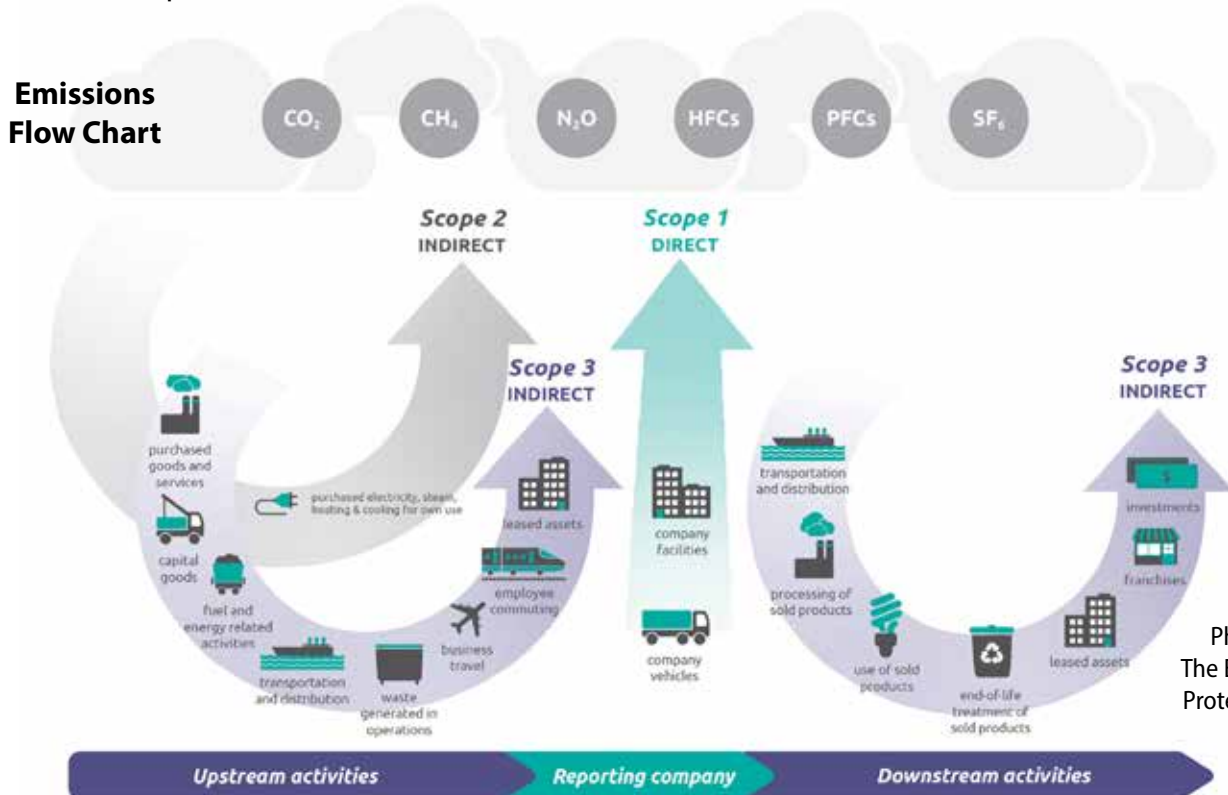 Emissions
Flow Chart
CO₂
CH₄
N₂O
HFCs
PFCs
SF₆
Scope 2
INDIRECT
Scope 1
DIRECT
Scope 3
INDIRECT
Scope 3
INDIRECT
purchased
goods and
services
capital
goods
fuel and
energy related
activities
purchased electricity, steam,
heating & cooling for own use
transportation
and distribution
waste
generated in
operations
business
travel
employee
commuting
leased assets
company
facilities
company
vehicles
transportation
and distribution
processing of
sold products
use of sold
products
end-of-life
treatment of
sold products
leased assets
franchises
investments
$
The
Upstream activities
Reporting company
Downstream activities